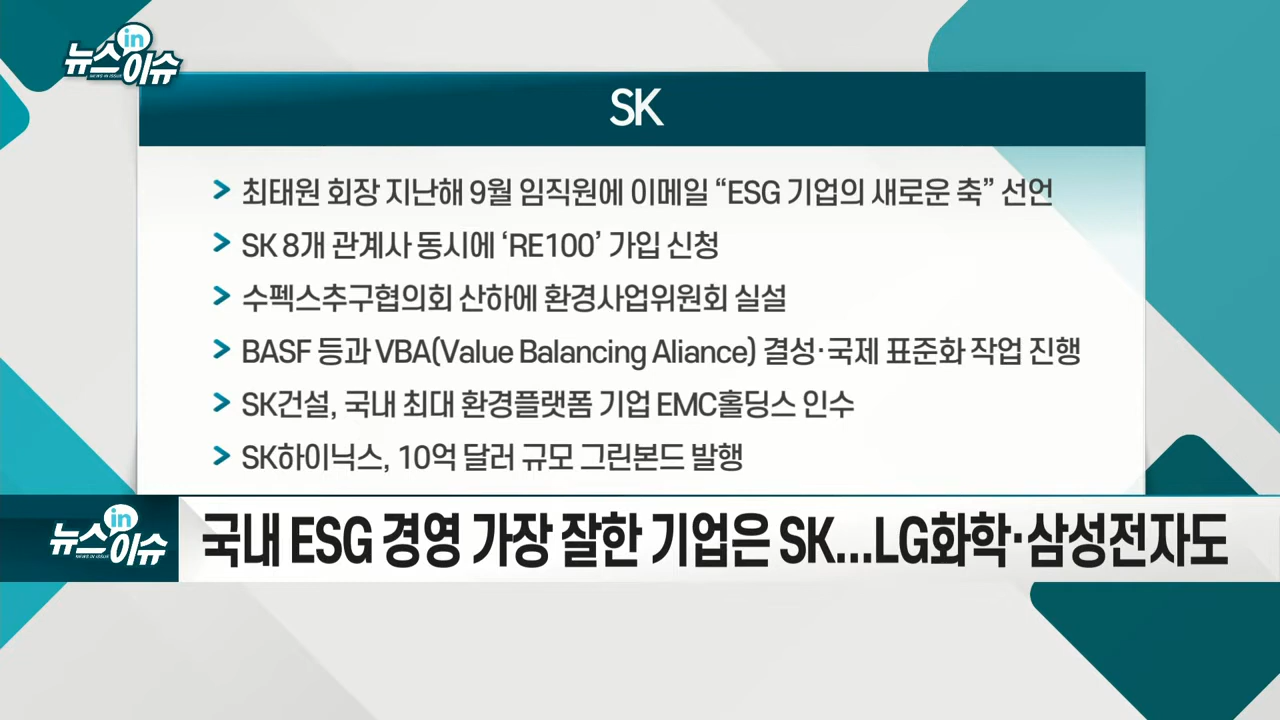 뉴스in이슈
NEWS IN ISSUE
SK
최태원 회장 지난해 9월 임직원에 이메일 “ESG 기업의 새로운 축” 선언
SK 8개 관계사 동시에 ‘RE100’ 가입 신청
수펙스추구협의회 산하에 환경사업위원회 실설
BASF 등과 VBA(Value Balancing Aliance) 결성·국제 표준화 작업 진행
SK건설, 국내 최대 환경플랫폼 기업 EMC홀딩스 인수
SK하이닉스, 10억 달러 규모 그린본드 발행
뉴스in이슈
NEWS IN ISSUE
국내 ESG 경영 가장 잘한 기업은 SK...LG화학·삼성전자도